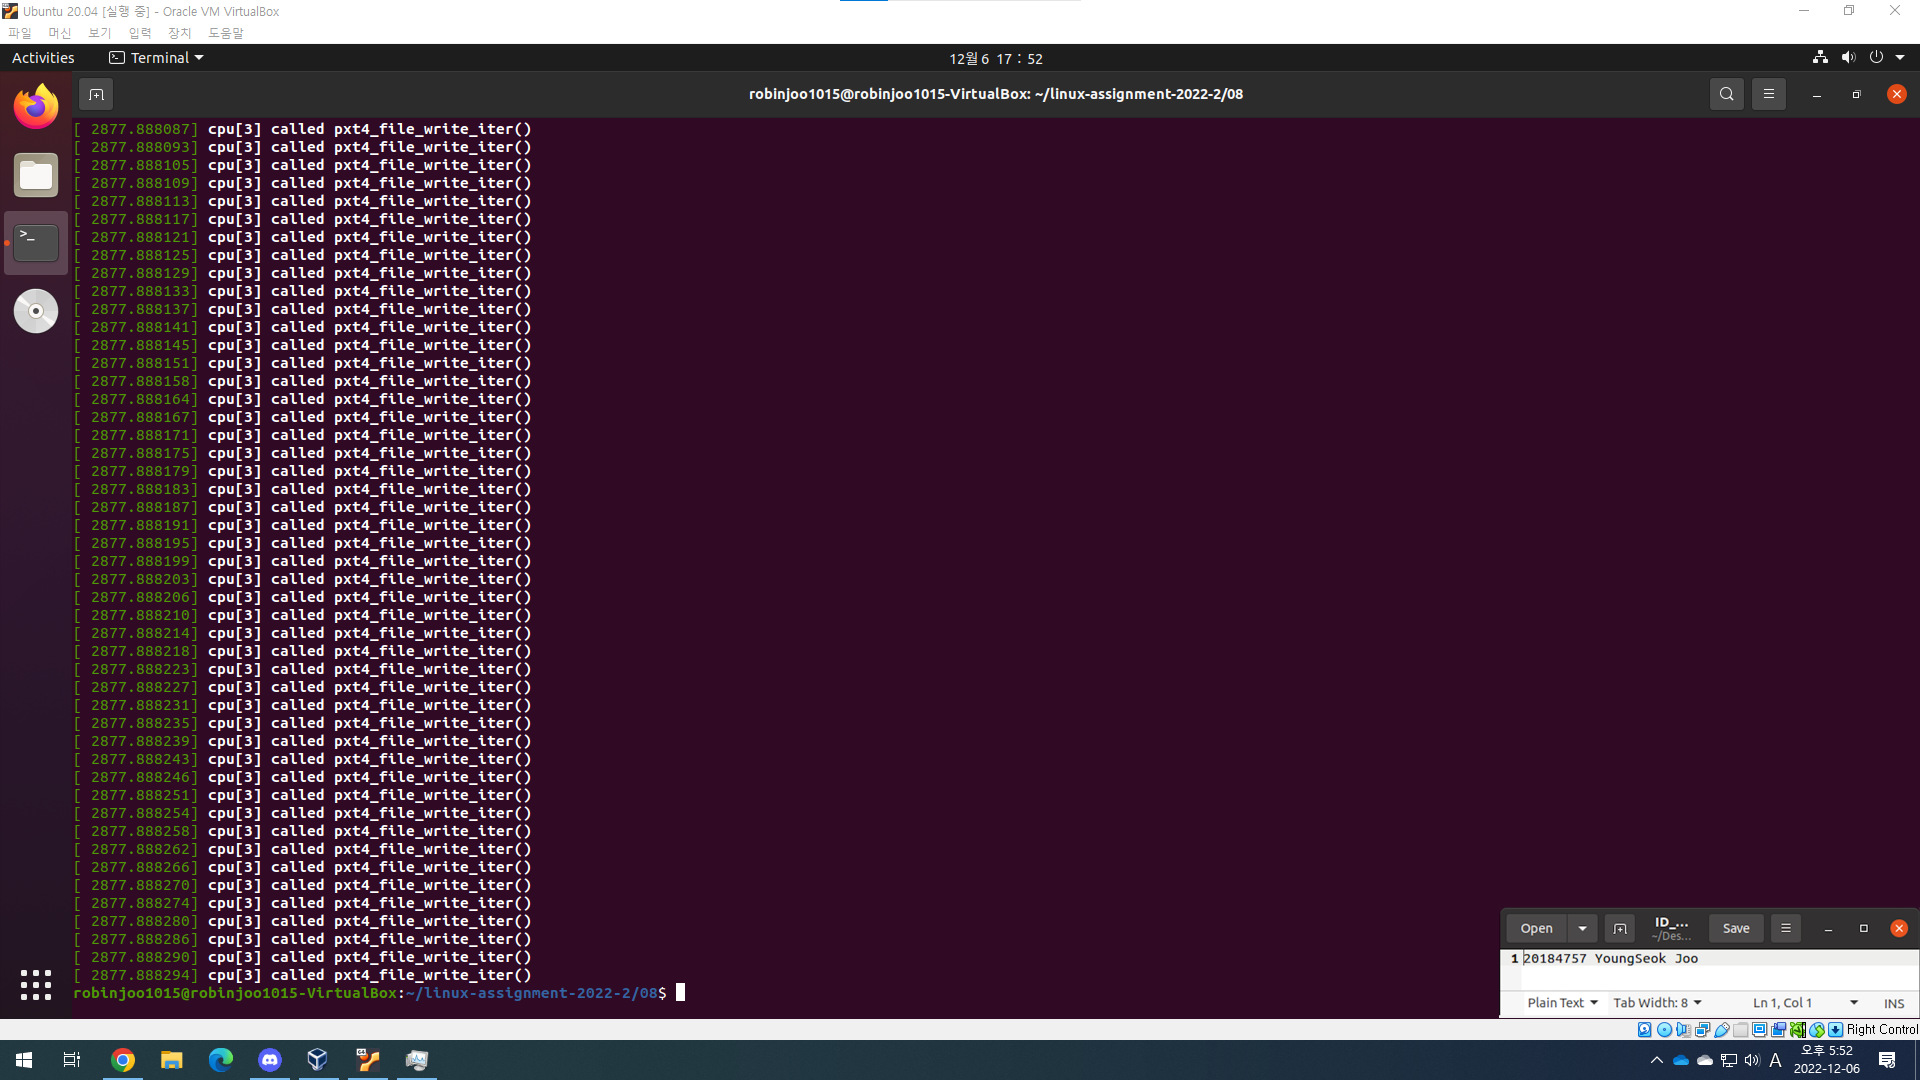 Ubuntu 20.04 [실행 중] - Oracle VM VirtualBox
파일 머신 보기 입력 장치 도움말
Activities Terminal 12월 6 17 : 52
robinjoo1015@robinjoo1015-VirtualBox: ~/linux-assignment-2022-2/08
[ 2877.888087] cpu[3] called pxt4_file_write_iter()
[ 2877.888093] cpu[3] called pxt4_file_write_iter()
[ 2877.888105] cpu[3] called pxt4_file_write_iter()
[ 2877.888109] cpu[3] called pxt4_file_write_iter()
[ 2877.888113] cpu[3] called pxt4_file_write_iter()
[ 2877.888117] cpu[3] called pxt4_file_write_iter()
[ 2877.888121] cpu[3] called pxt4_file_write_iter()
[ 2877.888125] cpu[3] called pxt4_file_write_iter()
[ 2877.888129] cpu[3] called pxt4_file_write_iter()
[ 2877.888133] cpu[3] called pxt4_file_write_iter()
[ 2877.888137] cpu[3] called pxt4_file_write_iter()
[ 2877.888141] cpu[3] called pxt4_file_write_iter()
[ 2877.888145] cpu[3] called pxt4_file_write_iter()
[ 2877.888151] cpu[3] called pxt4_file_write_iter()
[ 2877.888158] cpu[3] called pxt4_file_write_iter()
[ 2877.888164] cpu[3] called pxt4_file_write_iter()
[ 2877.888167] cpu[3] called pxt4_file_write_iter()
[ 2877.888171] cpu[3] called pxt4_file_write_iter()
[ 2877.888175] cpu[3] called pxt4_file_write_iter()
[ 2877.888179] cpu[3] called pxt4_file_write_iter()
[ 2877.888183] cpu[3] called pxt4_file_write_iter()
[ 2877.888187] cpu[3] called pxt4_file_write_iter()
[ 2877.888191] cpu[3] called pxt4_file_write_iter()
[ 2877.888195] cpu[3] called pxt4_file_write_iter()
[ 2877.888199] cpu[3] called pxt4_file_write_iter()
[ 2877.888203] cpu[3] called pxt4_file_write_iter()
[ 2877.888206] cpu[3] called pxt4_file_write_iter()
[ 2877.888210] cpu[3] called pxt4_file_write_iter()
[ 2877.888214] cpu[3] called pxt4_file_write_iter()
[ 2877.888218] cpu[3] called pxt4_file_write_iter()
[ 2877.888223] cpu[3] called pxt4_file_write_iter()
[ 2877.888227] cpu[3] called pxt4_file_write_iter()
[ 2877.888231] cpu[3] called pxt4_file_write_iter()
[ 2877.888235] cpu[3] called pxt4_file_write_iter()
[ 2877.888239] cpu[3] called pxt4_file_write_iter()
[ 2877.888243] cpu[3] called pxt4_file_write_iter()
[ 2877.888246] cpu[3] called pxt4_file_write_iter()
[ 2877.888251] cpu[3] called pxt4_file_write_iter()
[ 2877.888254] cpu[3] called pxt4_file_write_iter()
[ 2877.888258] cpu[3] called pxt4_file_write_iter()
[ 2877.888262] cpu[3] called pxt4_file_write_iter()
[ 2877.888266] cpu[3] called pxt4_file_write_iter()
[ 2877.888270] cpu[3] called pxt4_file_write_iter()
[ 2877.888274] cpu[3] called pxt4_file_write_iter()
[ 2877.888280] cpu[3] called pxt4_file_write_iter()
[ 2877.888286] cpu[3] called pxt4_file_write_iter()
[ 2877.888290] cpu[3] called pxt4_file_write_iter()
[ 2877.888294] cpu[3] called pxt4_file_write_iter()
robinjoo1015@robinjoo1015-VirtualBox:~/linux-assignment-2022-2/08$
Open ID_... Save
~/Des...
1 20184757 YoungSeok Joo
Plain Text Tab Width: 8 Ln 1, Col 1 INS
Right Control
A 오후 5:52
2022-12-06